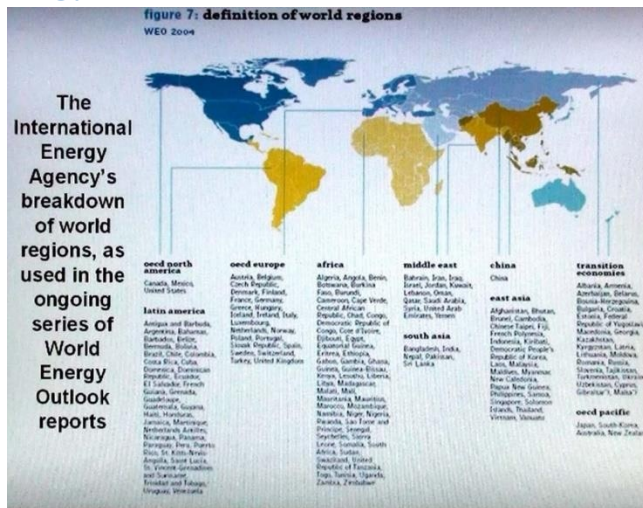 figure 7: definition of world regions
WEO 2004
The
International
Energy
Agency's
breakdown
of world
regions, as
used in the
ongoing
series of
World
Energy
Outlook
reports
oecd north
america
Canada, Mexico,
United States
latin america
Antigua and Barbuda,
Argentina, Bahamas,
Barbados, Belize,
Bermuda, Bolivia,
Brazil, Chile, Colombia,
Costa Rica, Cuba,
Dominica, Dominican
Republic, Ecuador,
El Salvador, French
Guiana, Grenada,
Guadeloupe,
Guatemala, Guyana,
Haiti, Honduras,
Jamaica, Martinique,
Netherlands Antilles,
Nicaragua, Panama,
Paraguay, Peru, Puerto
Rico, St. Kitts-Nevis-
Anguila, Saint Lucia,
St. Vincent-Grenadines
and Suriname,
Trinidad and Tobago,
Uruguay, Venezuela
oecd europe
Austria, Belgium,
Czech Republic,
Denmark, Finland,
France, Germany,
Greece, Hungary,
Iceland, Ireland, Italy,
Luxembourg,
Netherlands, Norway,
Poland, Portugal,
Slovak Republic, Spain,
Sweden, Switzerland,
Turkey, United Kingdom
africa
Algeria, Angola, Benin,
Botswana, Burkina
Faso, Burundi,
Cameroon, Cape Verde,
Central African
Republic, Chad, Congo,
Democratic Republic of
Congo, Cote d'Ivoire,
Djibouti, Egypt,
Equatorial Guinea,
Eritrea, Ethiopia,
Gabon, Gambia, Ghana,
Guinea, Guinea-Bissau,
Kenya, Lesotho, Liberia,
Libya, Madagascar,
Malawi, Mali,
Mauritania, Mauritius,
Marocco, Mozambique,
Namibia, Niger, Nigeria,
Rwanda, Sao Tome and
Principe, Senegal,
Seychelles, Sierra
Leone, Somalia, South
Africa, Sudan,
Swaziland, United
Republic of Tanzania,
Togo, Tunisia, Uganda,
Zambia, Zimbabwe
middle east
Bahrain, Iran, Iraq,
Israel, Jordan, Kuwait,
Lebanon, Oman,
Qatar, Saudi Arabia,
Syria, United Arab
Emirates, Yemen
south asia
Bangladesh, India,
Nepal, Pakistan,
Sri Lanka
china
China
east asia
Afghanistan, Bhutan,
Brunei, Cambodia,
Chinese Taipei, Fiji,
French Polynesia,
Indonesia, Kiribati,
Democratic People's
Republic of Korea,
Laos, Malaysia,
Maldives, Myanmar,
New Caledonia,
Papua New Guinea,
Philippines, Samoa,
Singapore, Solomon
Islands, Thailand,
Vietnam, Vanuatu
transition
economies
Albania, Armenia,
Azerbaijan, Belarus,
Bosnia-Herzegovina,
Bulgaria, Croatia,
Estonia, Federal
Republic of Yugoslavia,
Macedonia, Georgia,
Kazakhstan,
Kyrgyzstan, Latvia,
Lithuania, Moldova,
Romania, Russia,
Slovenia, Tajikistan,
Turkmenistan, Ukraine,
Uzbekistan, Cyprus,
Gibraltar*), Malta*)
oecd pacific
Japan, South Korea,
Australia, New Zealand